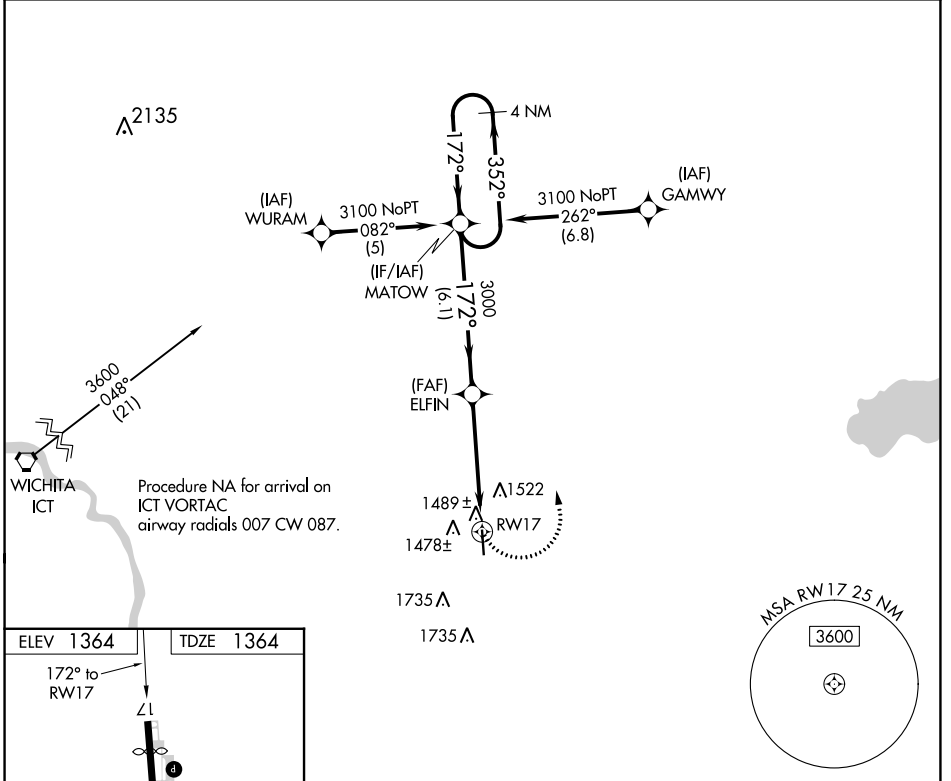 2135
4 NM
172°
352°
(IAF)
WURAM
3100 NoPT
082°
(5)
3100 NoPT
262°
(6.8)
(IAF)
GAMWY
(IF/IAF)
MATOW
3000
172°
(6.1)
3600
048°
(21)
(FAF)
ELFIN
WICHITA
ICT
Procedure NA for arrival on
ICT VORTAC
airway radials 007 CW 087.
1522
1489 ±
RW17
1478±
1735
1735
MSA RW17 25 NM
3600
ELEV 1364
TDZE 1364
172° to
RW17
17
P